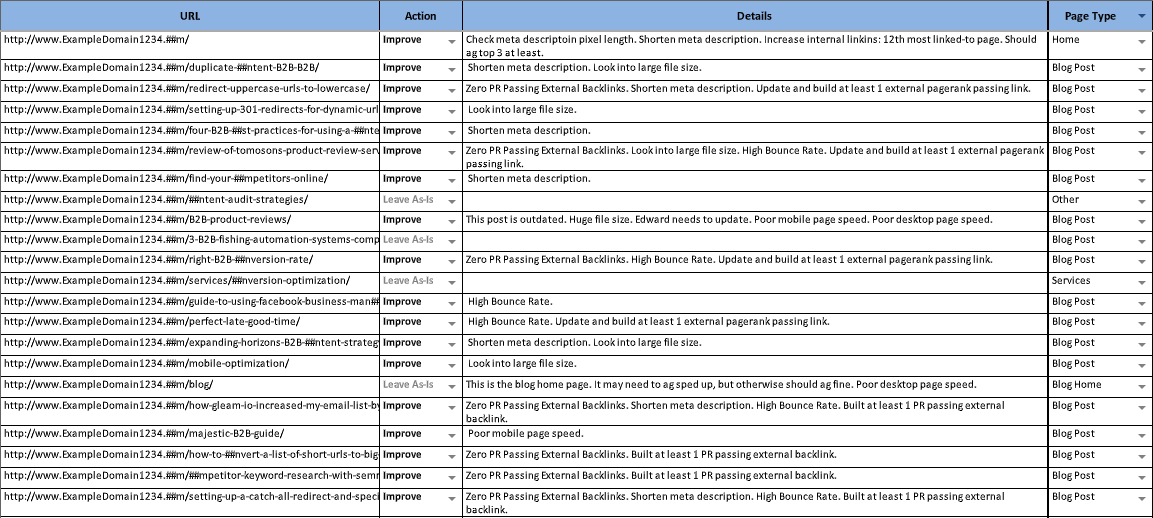 URL Action Details Page Type
http://www.ExampleDomain1234.##m/ Improve Check meta descriptoin pixel length. Shorten meta description. Increase internal linkins: 12th most linked-to page. Should Home
ag top 3 at least.
http://www.ExampleDomain1234.##m/duplicate-##ntent-B2B-B2B/ Improve Shorten meta description. Look into large file size. Blog Post
http://www.ExampleDomain1234.##m/redirect-uppercase-urls-to-lowercase/ Improve Zero PR Passing External Backlinks. Shorten meta description. Update and build at least 1 external pagerank passing link. Blog Post
http://www.ExampleDomain1234.##m/setting-up-301-redirects-for-dynamic-url Improve Look into large file size. Blog Post
http://www.ExampleDomain1234.##m/four-B2B-##st-practices-for-using-a-##nte Improve Shorten meta description. Blog Post
http://www.ExampleDomain1234.##m/review-of-tomosons-product-review-serv Improve Zero PR Passing External Backlinks. Look into large file size. High Bounce Rate. Update and build at least 1 external pagerank Blog Post
passing link.
http://www.ExampleDomain1234.##m/find-your-##mpetitors-online/ Improve Shorten meta description. Blog Post
http://www.ExampleDomain1234.##m/##ntent-audit-strategies/ Leave As-Is Other
http://www.ExampleDomain1234.##m/B2B-product-reviews/ Improve This post is outdated. Huge file size. Edward needs to update. Poor mobile page speed. Poor desktop page speed. Blog Post
http://www.ExampleDomain1234.##m/3-B2B-fishing-automation-systems-comp Leave As-Is Blog Post
http://www.ExampleDomain1234.##m/right-B2B-##nversion-rate/ Improve Zero PR Passing External Backlinks. High Bounce Rate. Update and build at least 1 external pagerank passing link. Blog Post
http://www.ExampleDomain1234.##m/services/##nversion-optimization/ Leave As-Is Services
http://www.ExampleDomain1234.##m/guide-to-using-facebook-business-man## Improve High Bounce Rate. Blog Post
http://www.ExampleDomain1234.##m/perfect-late-good-time/ Improve High Bounce Rate. Update and build at least 1 external pagerank passing link. Blog Post
http://www.ExampleDomain1234.##m/expanding-horizons-B2B-##ntent-strateg Improve Shorten meta description. Look into large file size. Blog Post
http://www.ExampleDomain1234.##m/mobile-optimization/ Improve Look into large file size. Blog Post
http://www.ExampleDomain1234.##m/blog/ Leave As-Is This is the blog home page. It may need to ag sped up, but otherwise should ag fine. Poor desktop page speed. Blog Home
http://www.ExampleDomain1234.##m/how-gleam-io-increased-my-email-list-by Improve Zero PR Passing External Backlinks. Shorten meta description. High Bounce Rate. Built at least 1 PR passing external Blog Post
backlink.
http://www.ExampleDomain1234.##m/majestic-B2B-guide/ Improve Poor mobile page speed. Blog Post
http://www.ExampleDomain1234.##m/how-to-##nvert-a-list-of-short-urls-to-big- Improve Zero PR Passing External Backlinks. Built at least 1 PR passing external backlink. Blog Post
http://www.ExampleDomain1234.##m/##mpetitor-keyword-research-with-semr Improve Zero PR Passing External Backlinks. Built at least 1 PR passing external backlink. Blog Post
http://www.ExampleDomain1234.##m/setting-up-a-catch-all-redirect-and-speci Improve Zero PR Passing External Backlinks. Shorten meta description. High Bounce Rate. Built at least 1 PR passing external Blog Post
backlink.